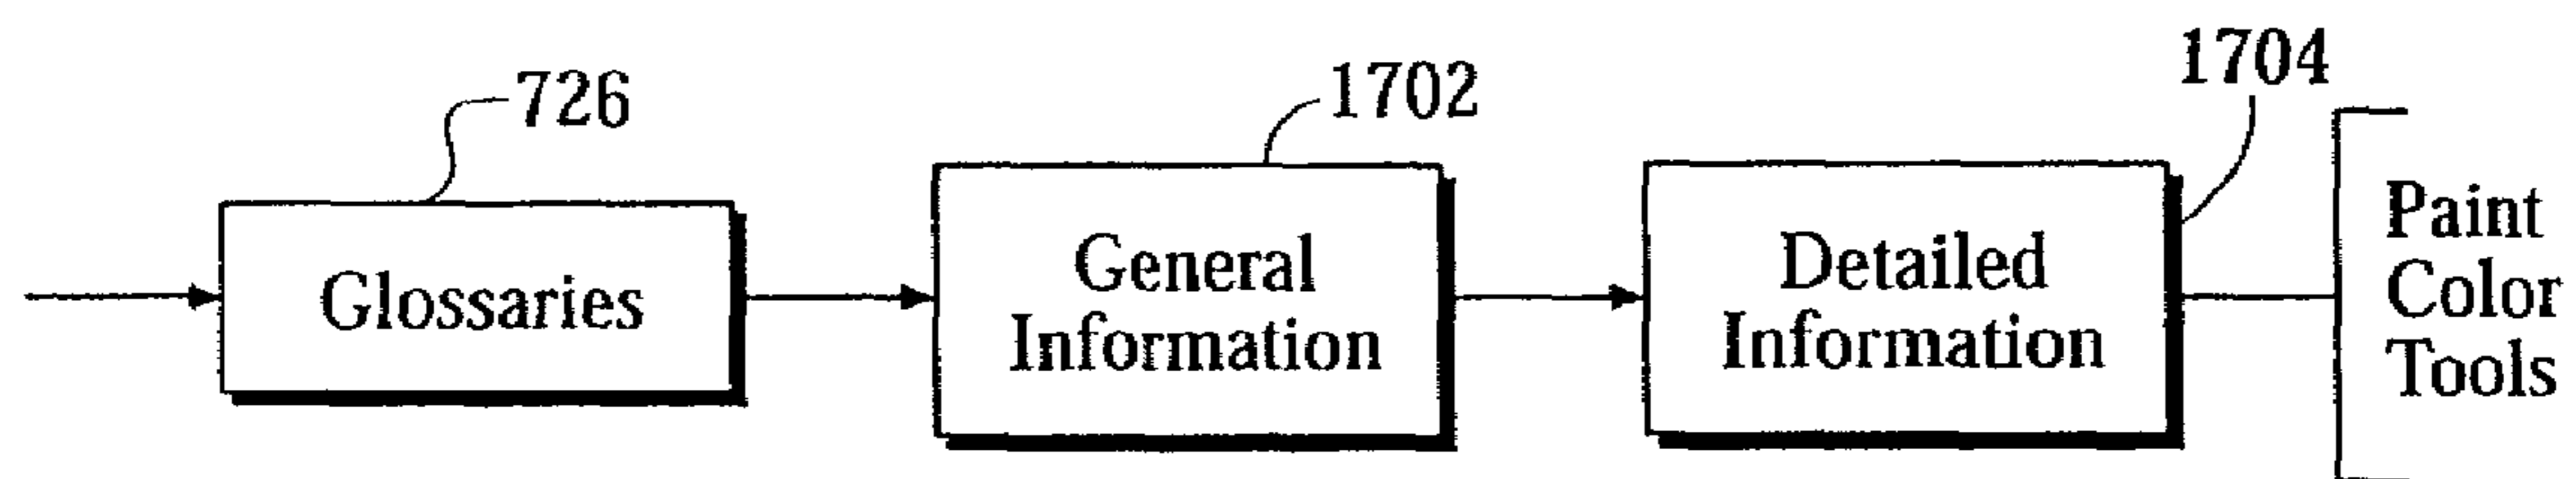 726
1702
1704
Glossaries
General
Information
Detailed
Information
Paint
Color
Tools